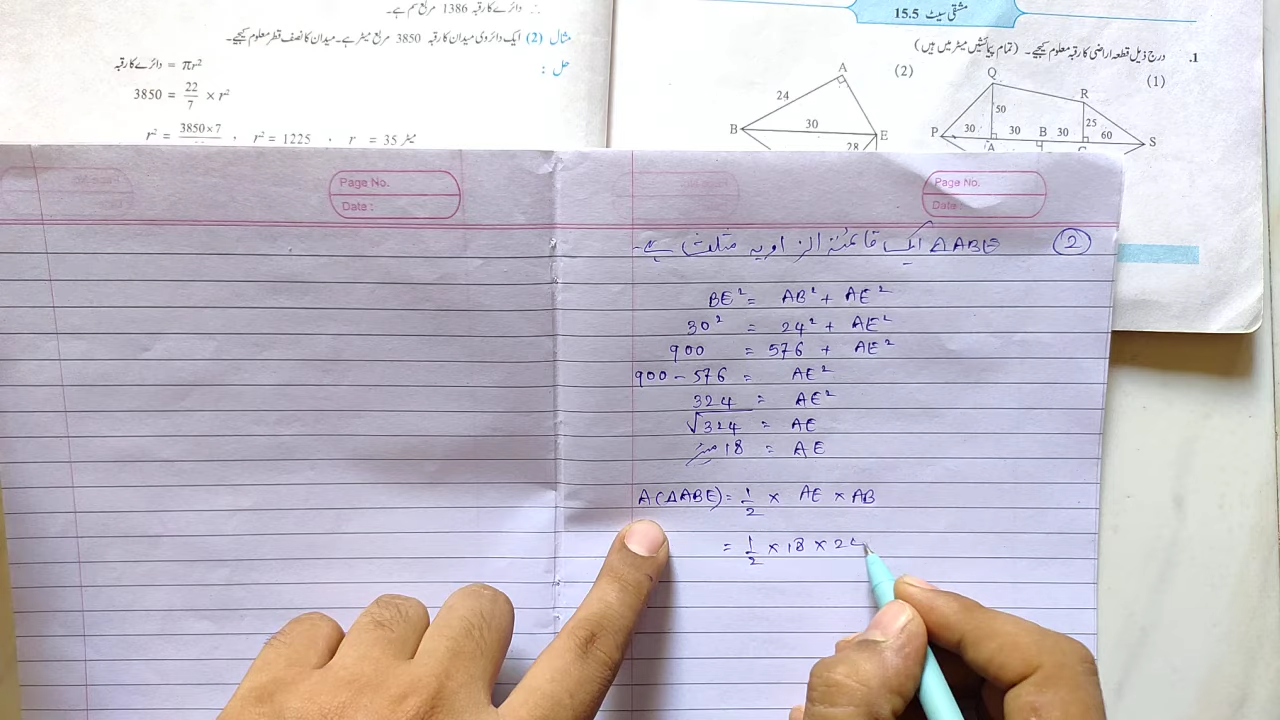 ∴ دائرے کا رقبہ 1386 مربع سم ہے۔
مثال (2) ایک دائروی میدان کا رقبہ 3850 مربع میٹر ہے۔ میدان کا نصف قطر معلوم کیجیے۔
حل :
دائرے کا رقبہ = πr²
3850 = 22/7 × r²
r² = 3850×7 , r² = 1225 , r = 35 میٹر
مشقی سیٹ 15.5
1. درج ذیل قطعہ اراضی کا رقبہ معلوم کیجیے۔ (تمام پیمائشیں میٹر میں ہیں)
(1)
Q
R
50
25
P 30 30 B 30 60 S
A C
(2)
A
24
B 30 E
28
Page No.
Date :
Page No.
Date :
(2) ΔABE ایک قائمۃ الزاویہ مثلث ہے۔
BE² = AB² + AE²
30² = 24² + AE²
900 = 576 + AE²
900 - 576 = AE²
324 = AE²
√324 = AE
18 میٹر = AE
A(ΔABE) = 1/2 × AE × AB
= 1/2 × 18 × 24